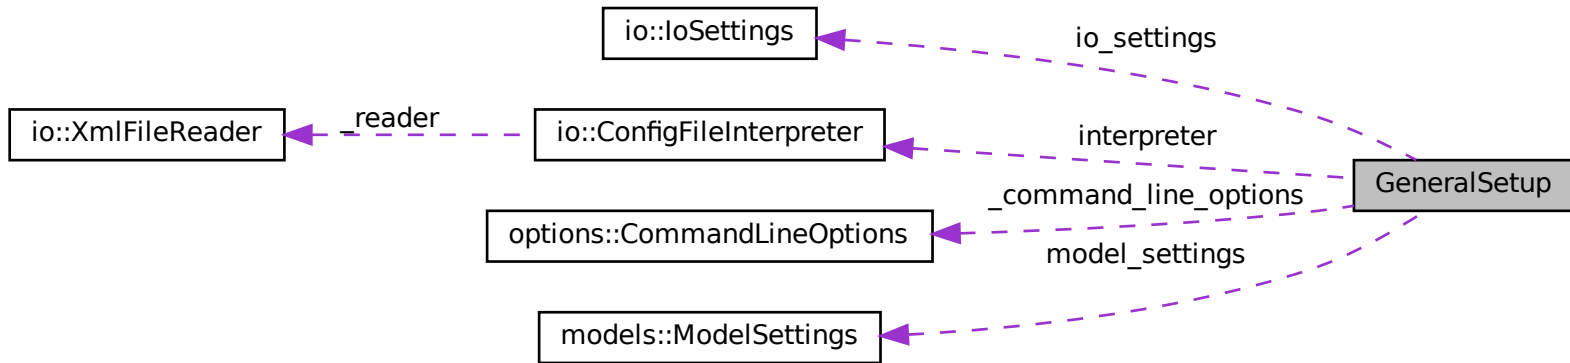 io::IoSettings
io_settings
io::XmlFileReader
_reader
io::ConfigFileInterpreter
interpreter
GeneralSetup
_command_line_options
options::CommandLineOptions
model_settings
models::ModelSettings